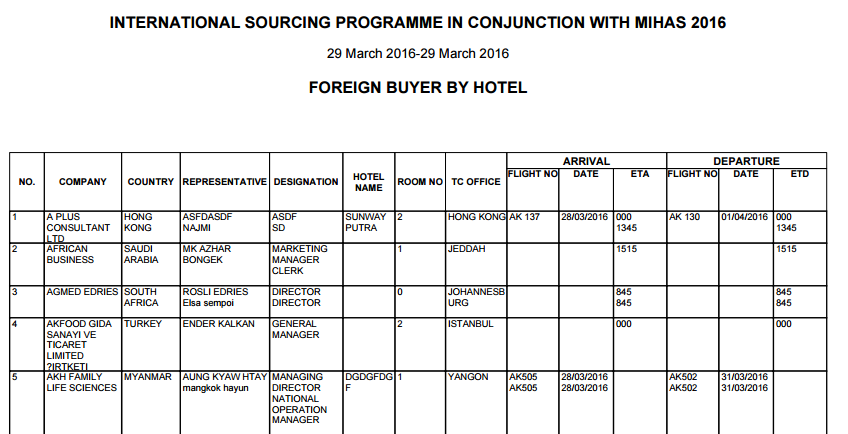 INTERNATIONAL SOURCING PROGRAMME IN CONJUNCTION WITH MIHAS 2016
29 March 2016-29 March 2016
FOREIGN BUYER BY HOTEL
ARRIVAL DEPARTURE
NO. COMPANY COUNTRY REPRESENTATIVE DESIGNATION HOTEL NAME ROOM NO TC OFFICE FLIGHT NO DATE ETA FLIGHT NO DATE ETD
1 A PLUS HONG ASFDASDF ASDF SUNWAY 2 HONG KONG AK 137 28/03/2016 000 AK 130 01/04/2016 000
CONSULTANT KONG NAJMI SD PUTRA 1345 1345
LTD
2 AFRICAN SAUDI MK AZHAR MARKETING 1 JEDDAH 1515 1515
BUSINESS ARABIA BONGEK MANAGER
CLERK
3 AGMED EDRIES SOUTH ROSLI EDRIES DIRECTOR 0 JOHANNESB 845 845
AFRICA Elsa sempoi DIRECTOR URG 845 845
4 AKFOOD GIDA TURKEY ENDER KALKAN GENERAL 2 ISTANBUL 000 000
SANAYI VE MANAGER
TICARET
LIMITED
?IRTKETI
5 AKH FAMILY MYANMAR AUNG KYAW HTAY MANAGING DGDGFDG 1 YANGON AK505 28/03/2016 AK502 31/03/2016
LIFE SCIENCES mangkok hayun DIRECTOR F AK505 28/03/2016 AK502 31/03/2016
NATIONAL
OPERATION
MANAGER